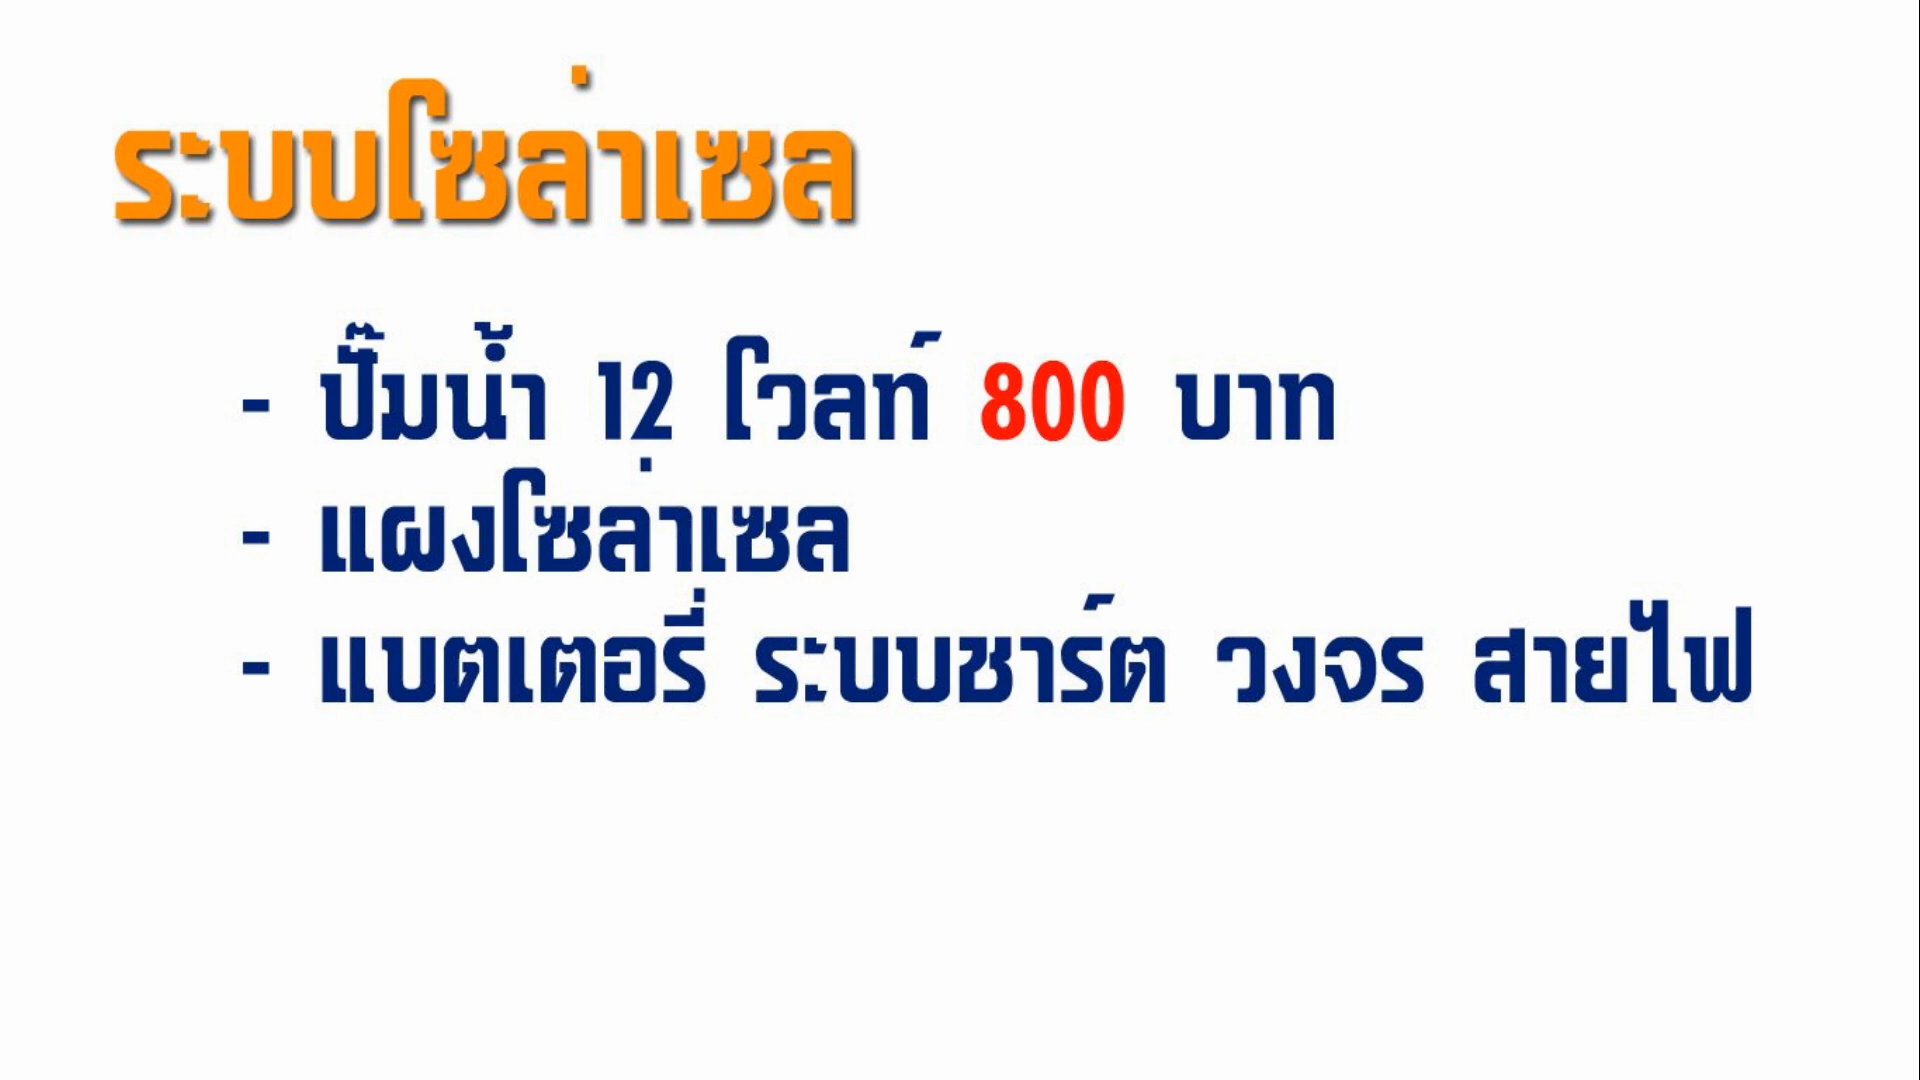 ระบบโซล่าเซล
- ปั๊มน้ำ 12 โวลท์ 800 บาท
- แผงโซล่าเซล
- แบตเตอรี่ ระบบชาร์ต วงจร สายไฟ